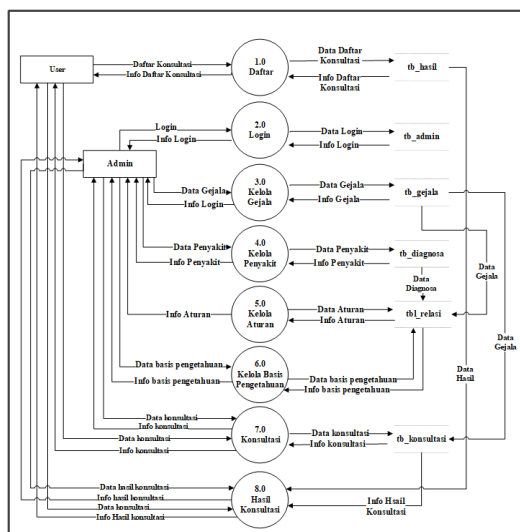 User
Daftar Konsultasi
Info Daftar Konsultasi
1.0
Daftar
Data Daftar
Konsultasi
Info Daftar
Konsultasi
tb_hasil
Login
Info Login
2.0
Login
Data Login
Info Login
tb_admin
Admin
Data Gejala
Info Login
3.0
Kelola
Gejala
Data Gejala
Info Gejala
tb_gejala
Data Penyakit
Info Penyakit
4.0
Kelola
Penyakit
Data Penyakit
Info Penyakit
tb_diagnosa
Data
Diagnosa
Data
Gejala
Info Aturan
5.0
Kelola
Aturan
Data Aturan
Info Aturan
tbl_relasi
Data
Gejala
Data
Hasil
Data basis pengetahuan
Info basis pengetahuan
6.0
Kelola Basis
Pengetahuan
Data basis pengetahuan
Info basis pengetahuan
Data konsultasi
Info konsultasi
Data konsultasi
Info konsultasi
7.0
Konsultasi
Data konsultasi
Info konsultasi
tb_konsultasi
Data hasil konsultasi
Info hasil konsultasi
Data konsultasi
Info Hasil konsultasi
8.0
Hasil
Konsultasi
Info Hsail
Konsultasi